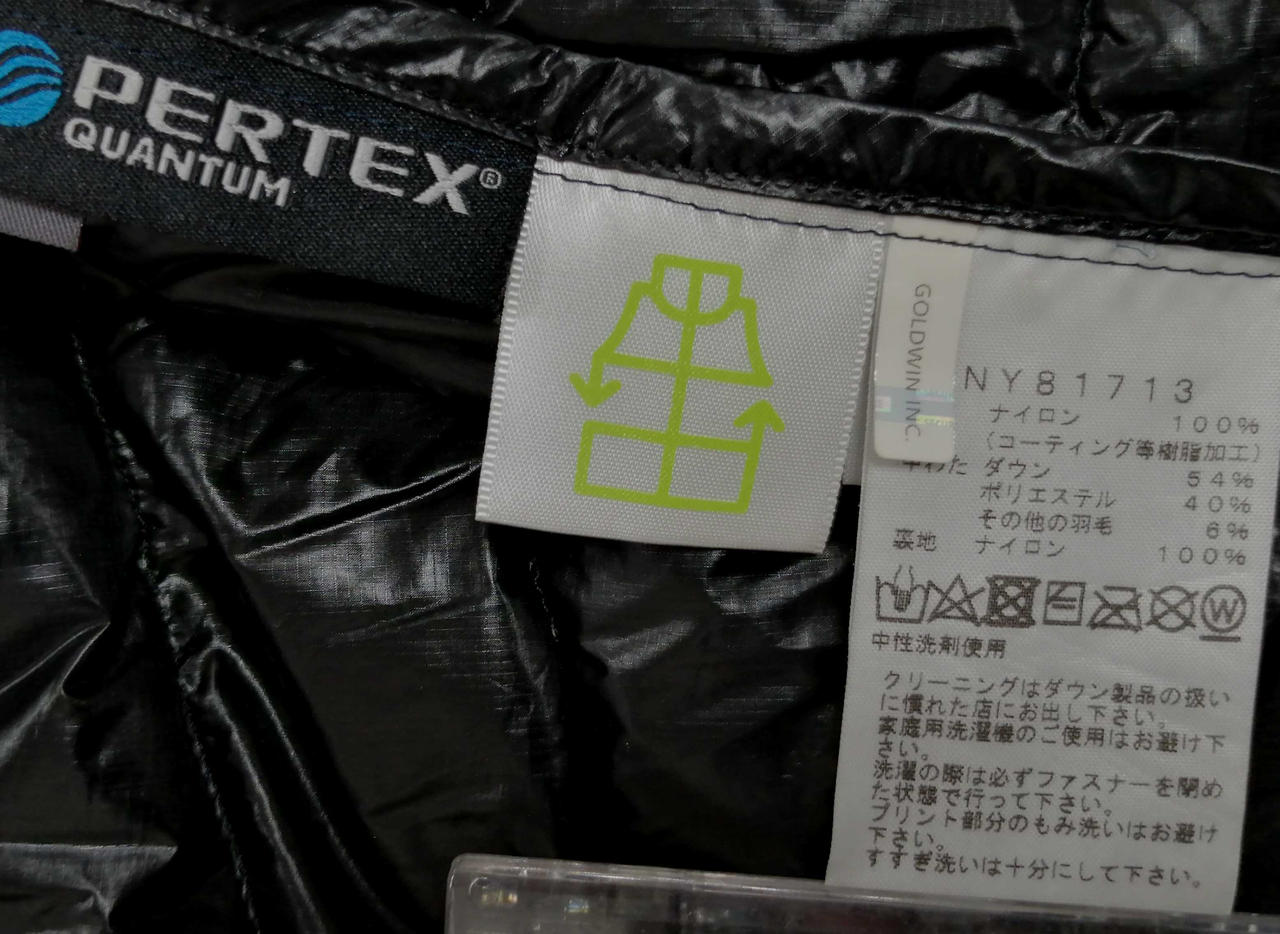 PERTEX®
QUANTUM
GOLDWIN INC.
NY81713
ナイロン 100%
(コーティング等樹脂加工)
中わた ダウン 54%
ポリエステル 40%
その他の羽毛 6%
裏地 ナイロン 100%
W
中性洗剤使用
クリーニングはダウン製品の扱い
に慣れた店にお出し下さい。
家庭用洗濯機のご使用はお避け下
さい。
洗濯の際は必ずファスナーを閉め
た状態で行って下さい。
プリント部分のもみ洗いはお避け
下さい。
すすぎ洗いは十分にして下さい。